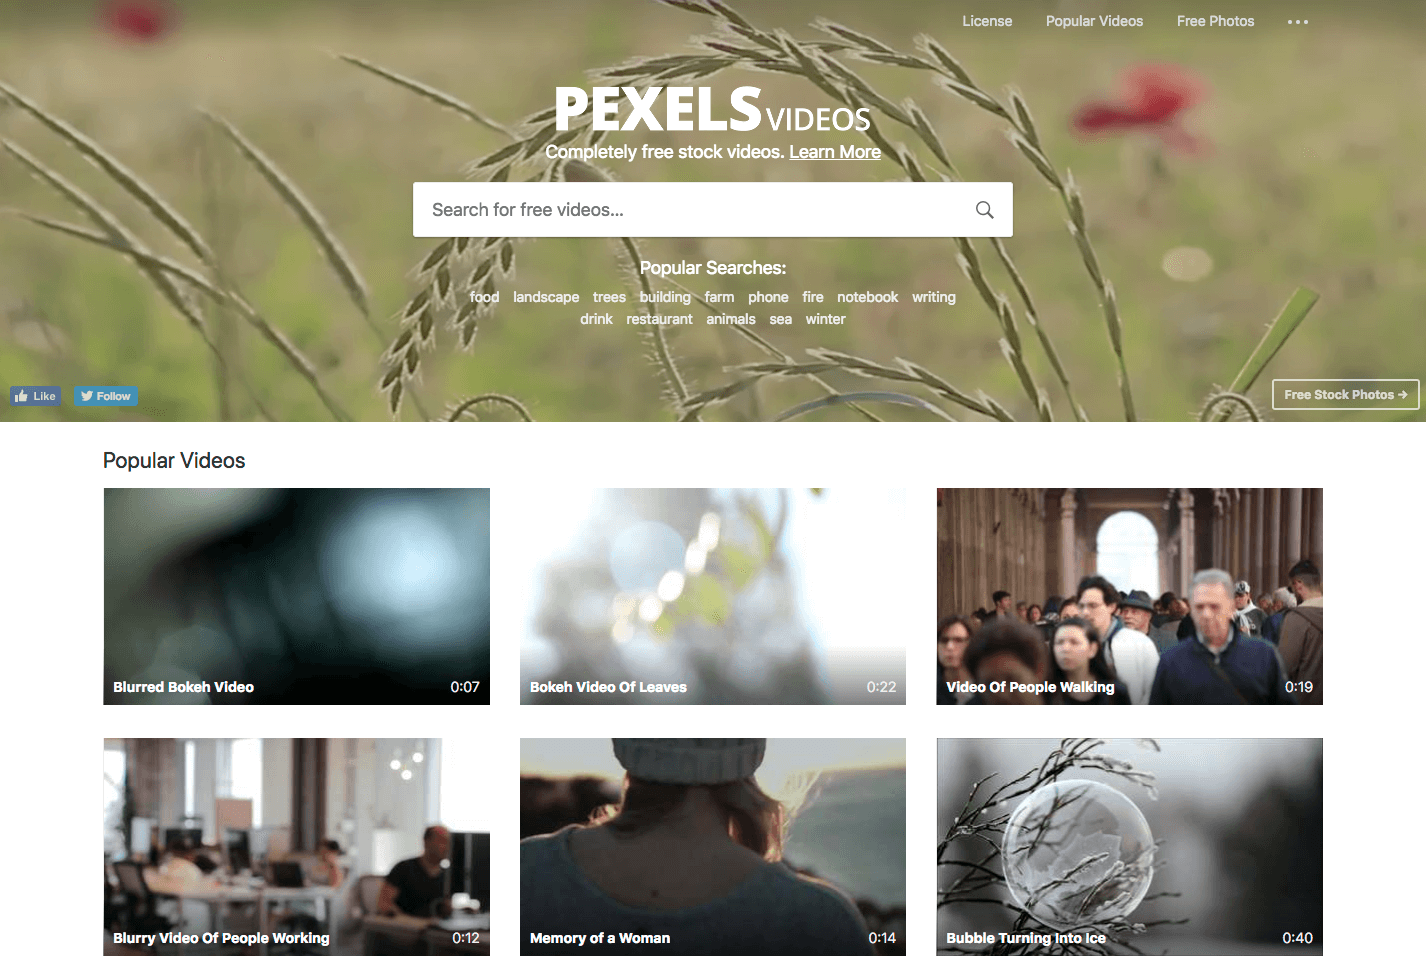 License Popular Videos Free Photos
PEXELS VIDEOS
Completely free stock videos. Learn More
Search for free videos...
Popular Searches:
food landscape trees building farm phone fire notebook writing
drink restaurant animals sea winter
Like Follow
Free Stock Photos →
Popular Videos
Blurred Bokeh Video 0:07
Bokeh Video Of Leaves 0:22
Video Of People Walking 0:19
Blurry Video Of People Working 0:12
Memory of a Woman 0:14
Bubble Turning Into Ice 0:40